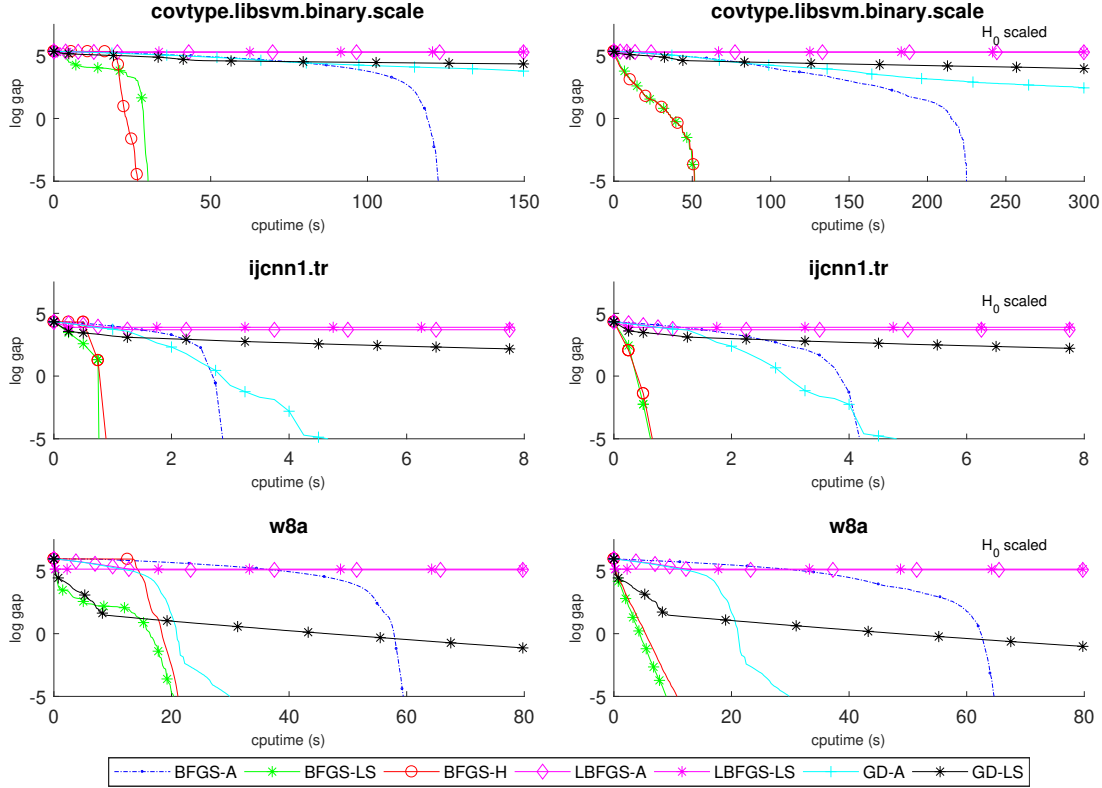 covtype.libsvm.binary.scale
5
0
-5
log gap
0
50
100
150
cputime (s)
covtype.libsvm.binary.scale
H0 scaled
5
0
-5
log gap
0
50
100
150
200
250
300
cputime (s)
ijcnn1.tr
5
0
-5
log gap
0
2
4
6
8
cputime (s)
ijcnn1.tr
H0 scaled
5
0
-5
log gap
0
2
4
6
8
cputime (s)
w8a
5
0
-5
log gap
0
20
40
60
80
cputime (s)
w8a
H0 scaled
5
0
-5
log gap
0
20
40
60
80
cputime (s)
BFGS-A BFGS-LS BFGS-H LBFGS-A LBFGS-LS GD-A GD-LS